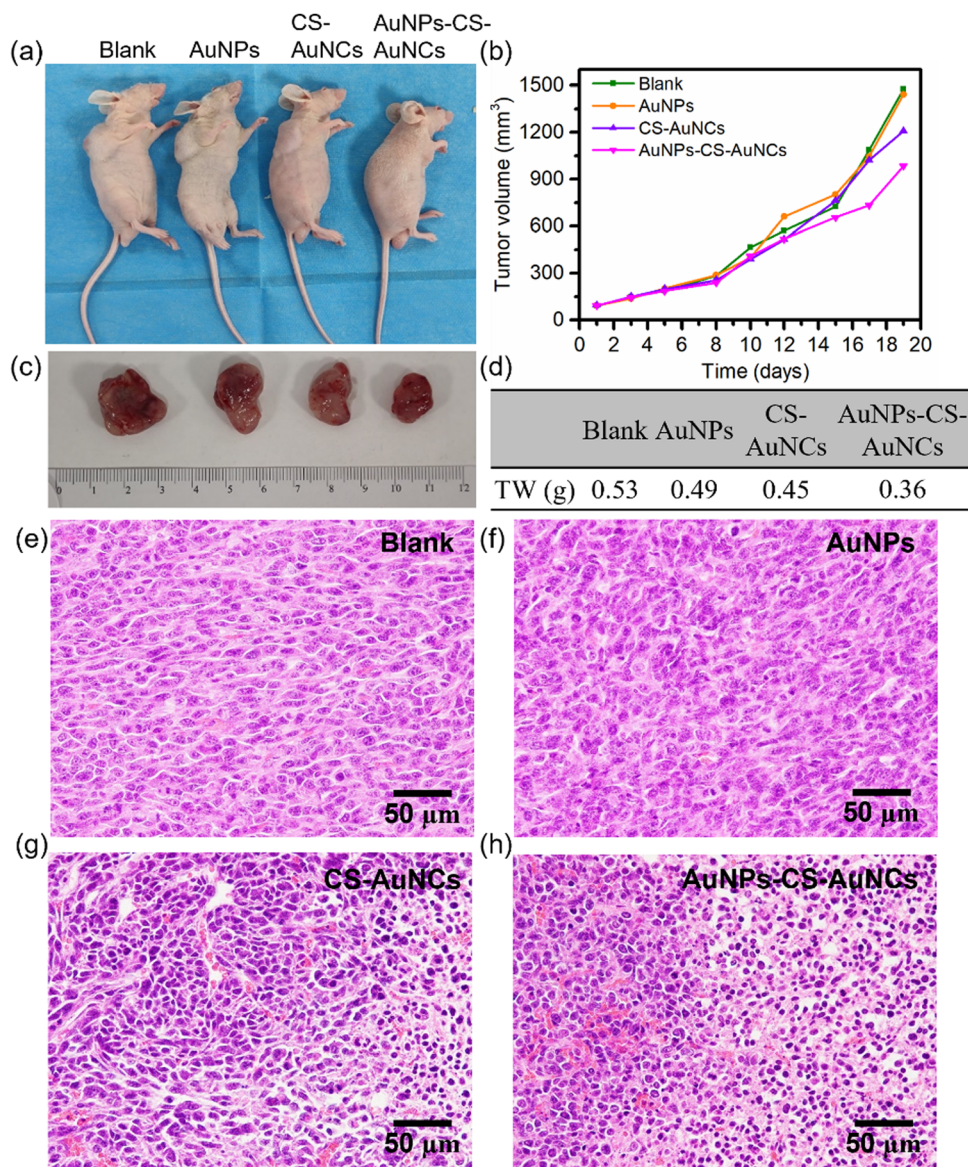 (a)
Blank
AuNPs
CS-
AuNCs
AuNPs-CS-
AuNCs
(b)
Tumor volume (mm³)
1500
1200
900
600
300
0
Blank
AuNPs
CS-AuNCs
AuNPs-CS-AuNCs
0 2 4 6 8 10 12 14 16 18 20
Time (days)
(c)
0 1 2 3 4 5 6 7 8 9 10 11 12
(d)
Blank AuNPs CS-AuNCs AuNPs-CS-AuNCs
TW (g) 0.53 0.49 0.45 0.36
(e)
Blank
50 μm
(f)
AuNPs
50 μm
(g)
CS-AuNCs
50 μm
(h)
AuNPs-CS-AuNCs
50 μm